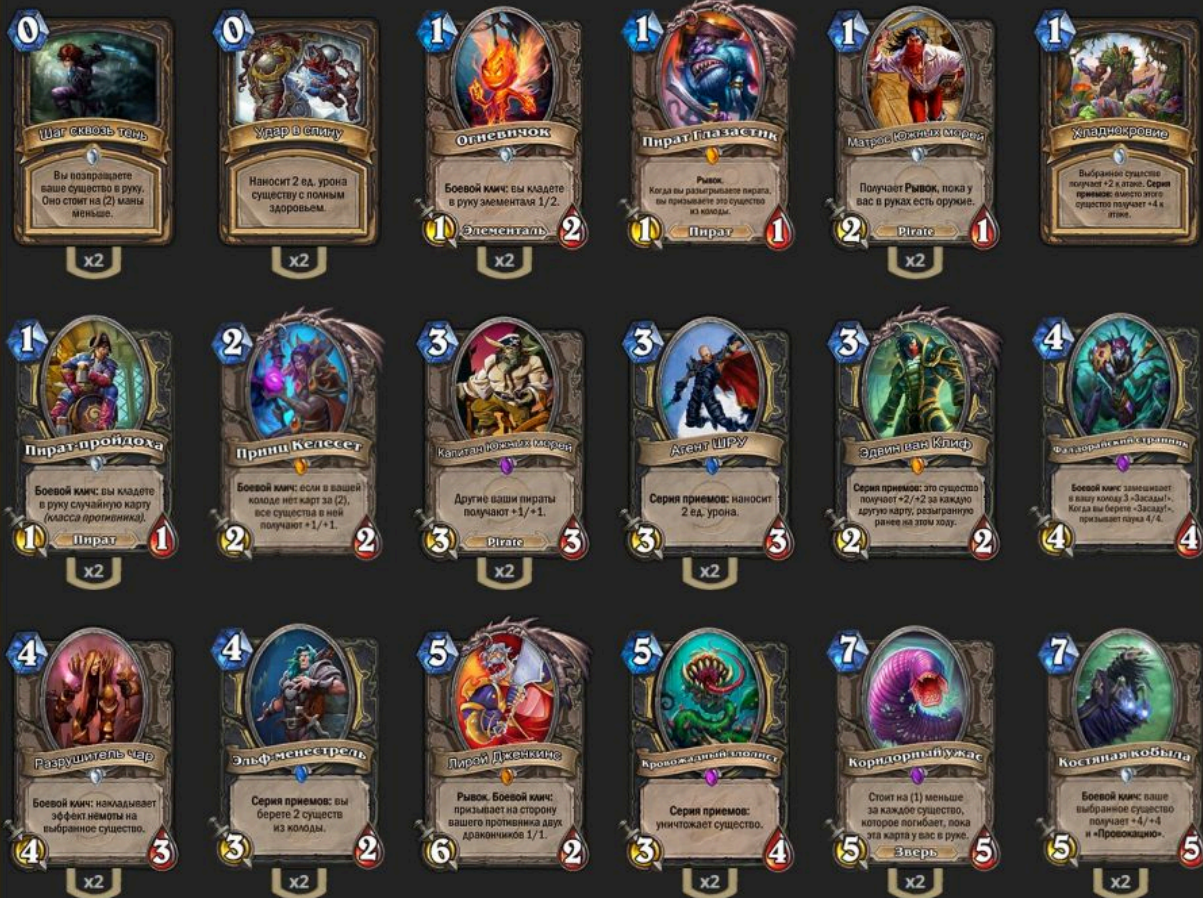 0
Шаг сквозь тень
Вы возвращаете
ваше существо в руку.
Оно стоит на (2) маны
меньше.
x2
0
Удар в спину
Наносит 2 ед. урона
существу с полным
здоровьем.
x2
1
Огневичок
Боевой клич: вы кладете
в руку элементаля 1/2.
1
Элементаль
2
x2
1
Пират Глазастик
Рывок.
Когда вы разыгрываете пирата,
вы призываете это существо
из колоды.
1
Пират
1
1
Матрос Южных морей
Получает Рывок, пока у
вас в руках есть оружие.
2
Pirate
1
x2
1
Хладнокровие
Выбранное существо
получает +2 к атаке. Серия
приемов: вместо этого
существо получает +4 к
атаке.
1
Пират-пройдоха
Боевой клич: вы кладете
в руку случайную карту
(класса противника).
1
Пират
1
x2
2
Принц Келесет
Боевой клич: если в вашей
колоде нет карт за (2),
все существа в ней
получают +1/+1.
2
2
3
Капитан Южных морей
Другие ваши пираты
получают +1/+1.
3
Pirate
3
x2
3
Агент ШРУ
Серия приемов: наносит
2 ед. урона.
3
3
x2
3
Эдвин ван Клиф
Серия приемов: это существо
получает +2/+2 за каждую
другую карту, разыгранную
ранее на этом ходу.
2
2
4
Фалдорайский странник
Боевой клич: замешивает
в вашу колоду 3 «Засады!».
Когда вы берете «Засаду!»,
призывает паука 4/4.
4
4
4
Разрушитель чар
Боевой клич: накладывает
эффект немоты на
выбранное существо.
4
3
x2
4
Эльф-менестрель
Серия приемов: вы
берете 2 существ
из колоды.
3
2
x2
5
Лирой Дженкинс
Рывок. Боевой клич:
призывает на сторону
вашего противника двух
дракончиков 1/1.
6
2
5
Кровожадный злолист
Серия приемов:
уничтожает существо.
3
4
x2
7
Коридорный ужас
Стоит на (1) меньше
за каждое существо,
которое погибает, пока
эта карта у вас в руке.
5
Зверь
5
x2
7
Костяная кобыла
Боевой клич: ваше
выбранное существо
получает +4/+4
и «Провокацию».
5
5
x2